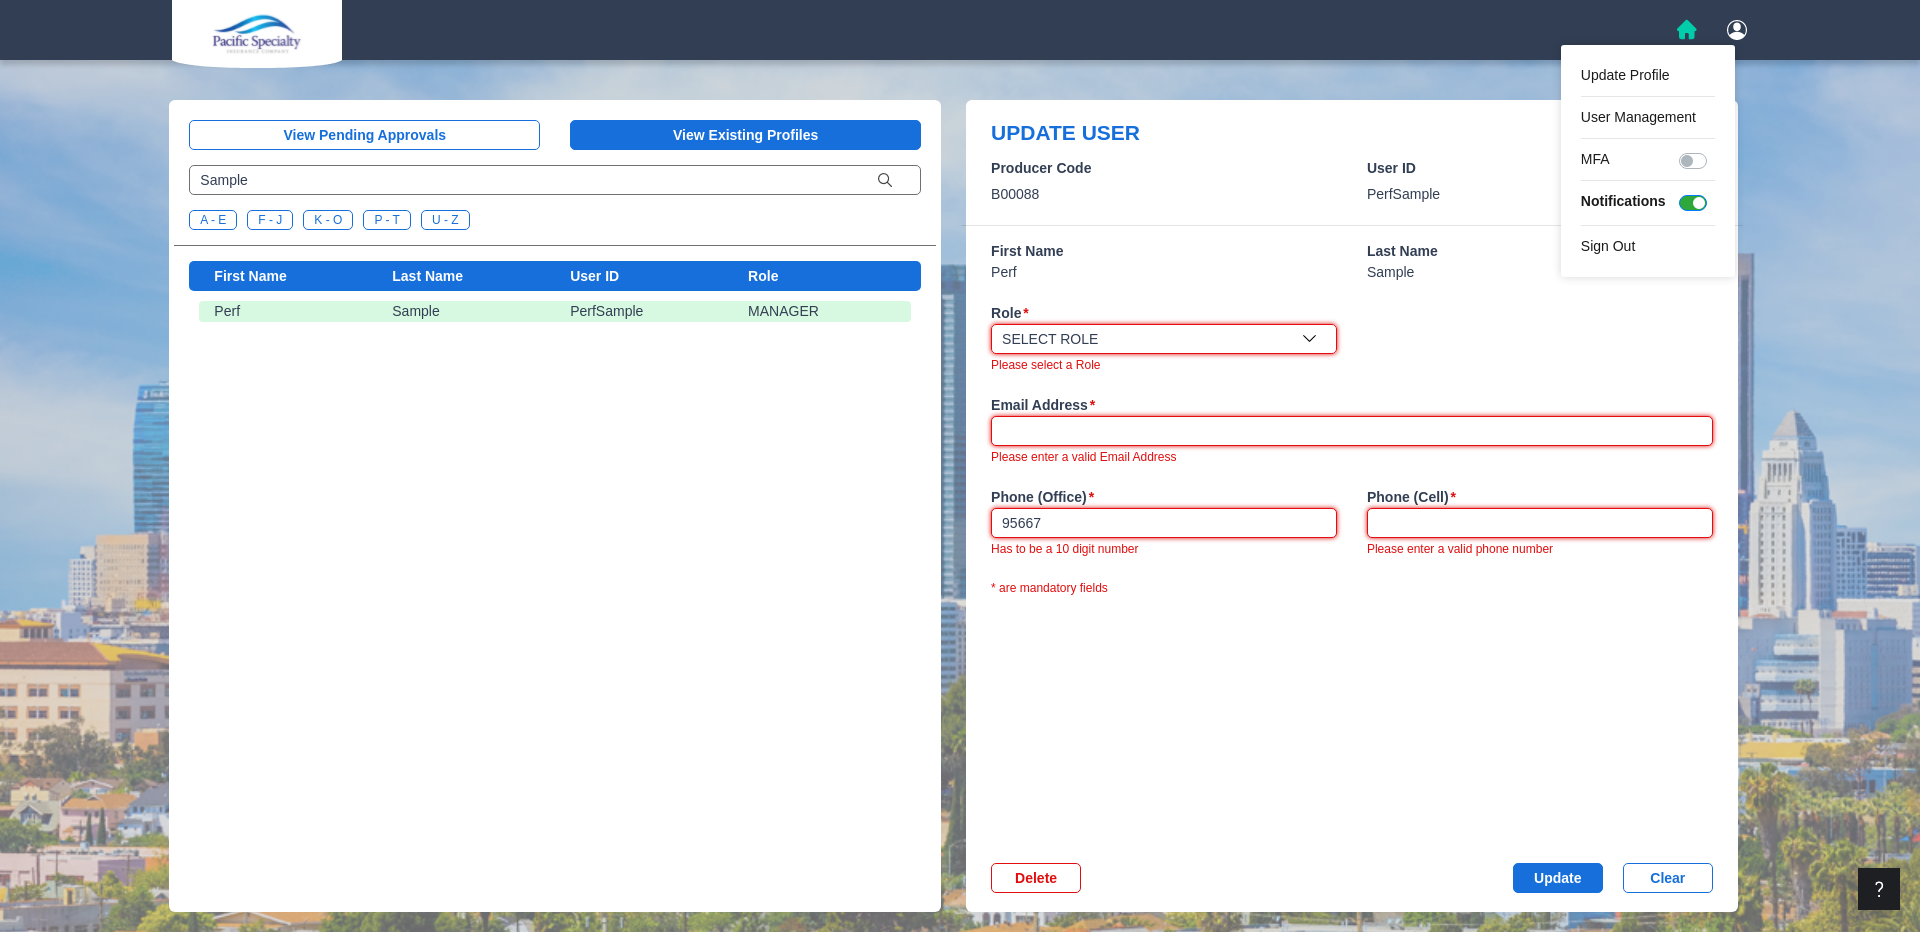 Pacific Specialty
INSURANCE COMPANY
Update Profile
User Management
MFA
Notifications
Sign Out
View Pending Approvals
View Existing Profiles
Sample
A - E
F - J
K - O
P - T
U - Z
First Name Last Name User ID Role
Perf Sample PerfSample MANAGER
UPDATE USER
Producer Code User ID
B00088 PerfSample
First Name Last Name
Perf Sample
Role*
SELECT ROLE
Please select a Role
Email Address*
Please enter a valid Email Address
Phone (Office)* Phone (Cell)*
95667
Has to be a 10 digit number Please enter a valid phone number
* are mandatory fields
Delete Update Clear
?